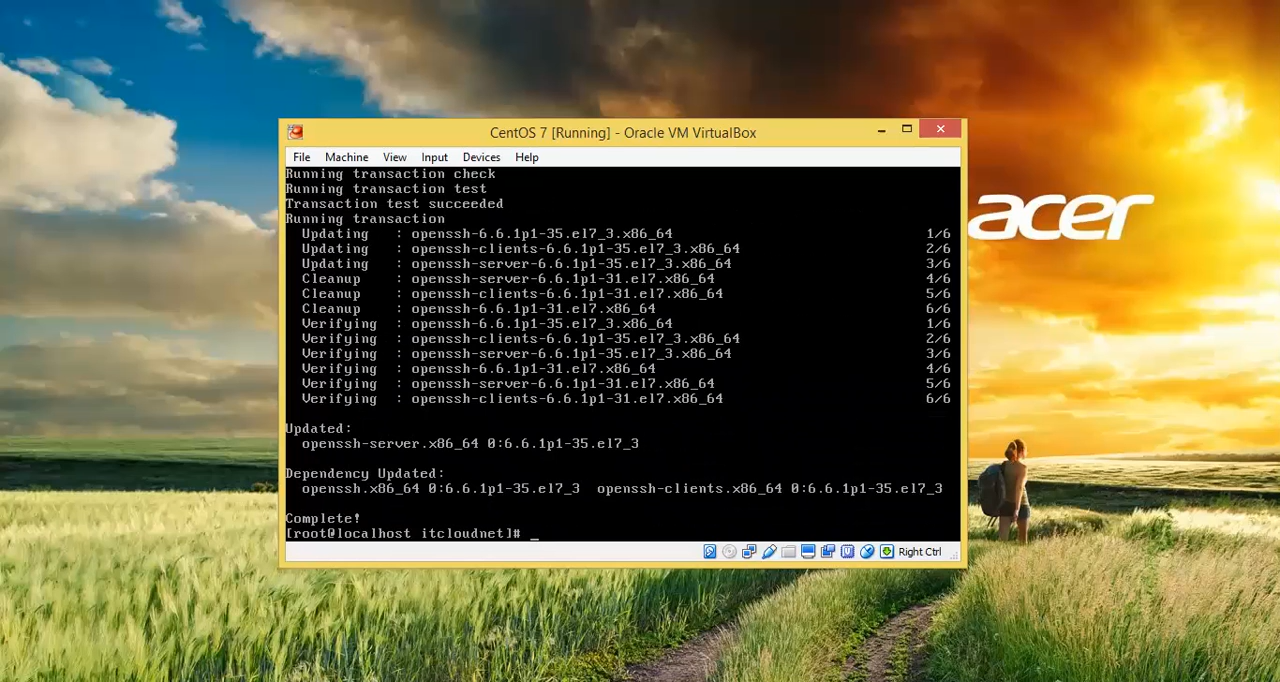 CentOS 7 [Running] - Oracle VM VirtualBox
File Machine View Input Devices Help
Running transaction check
Running transaction test
Transaction test succeeded
Running transaction
Updating : openssh-6.6.1p1-35.el7_3.x86_64 1/6
Updating : openssh-clients-6.6.1p1-35.el7_3.x86_64 2/6
Updating : openssh-server-6.6.1p1-35.el7_3.x86_64 3/6
Cleanup : openssh-server-6.6.1p1-31.el7.x86_64 4/6
Cleanup : openssh-clients-6.6.1p1-31.el7.x86_64 5/6
Cleanup : openssh-6.6.1p1-31.el7.x86_64 6/6
Verifying : openssh-6.6.1p1-35.el7_3.x86_64 1/6
Verifying : openssh-clients-6.6.1p1-35.el7_3.x86_64 2/6
Verifying : openssh-server-6.6.1p1-35.el7_3.x86_64 3/6
Verifying : openssh-6.6.1p1-31.el7.x86_64 4/6
Verifying : openssh-server-6.6.1p1-31.el7.x86_64 5/6
Verifying : openssh-clients-6.6.1p1-31.el7.x86_64 6/6
Updated:
openssh-server.x86_64 0:6.6.1p1-35.el7_3
Dependency Updated:
openssh.x86_64 0:6.6.1p1-35.el7_3 openssh-clients.x86_64 0:6.6.1p1-35.el7_3
Complete!
[root@localhost itcloudnet]# _
Right Ctrl
acer